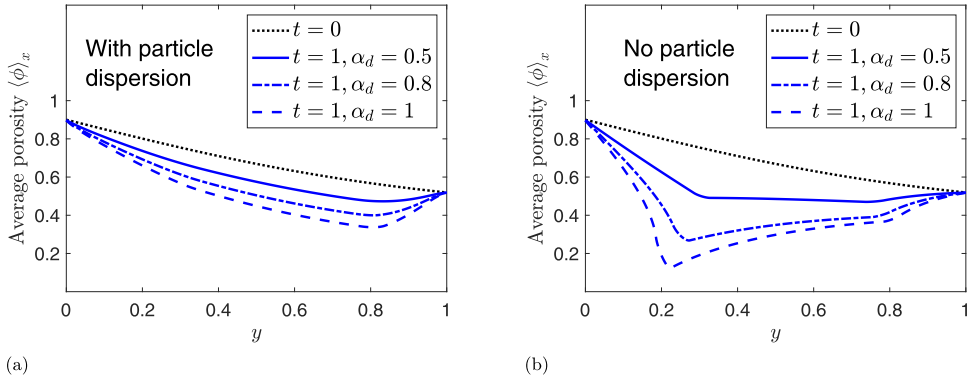 With particle
dispersion
t = 0
t = 1, α_d = 0.5
t = 1, α_d = 0.8
t = 1, α_d = 1
Average porosity ⟨ϕ⟩_x
1
0.8
0.6
0.4
0.2
0 0.2 0.4 0.6 0.8 1
y
(a)
No particle
dispersion
t = 0
t = 1, α_d = 0.5
t = 1, α_d = 0.8
t = 1, α_d = 1
Average porosity ⟨ϕ⟩_x
1
0.8
0.6
0.4
0.2
0 0.2 0.4 0.6 0.8 1
y
(b)